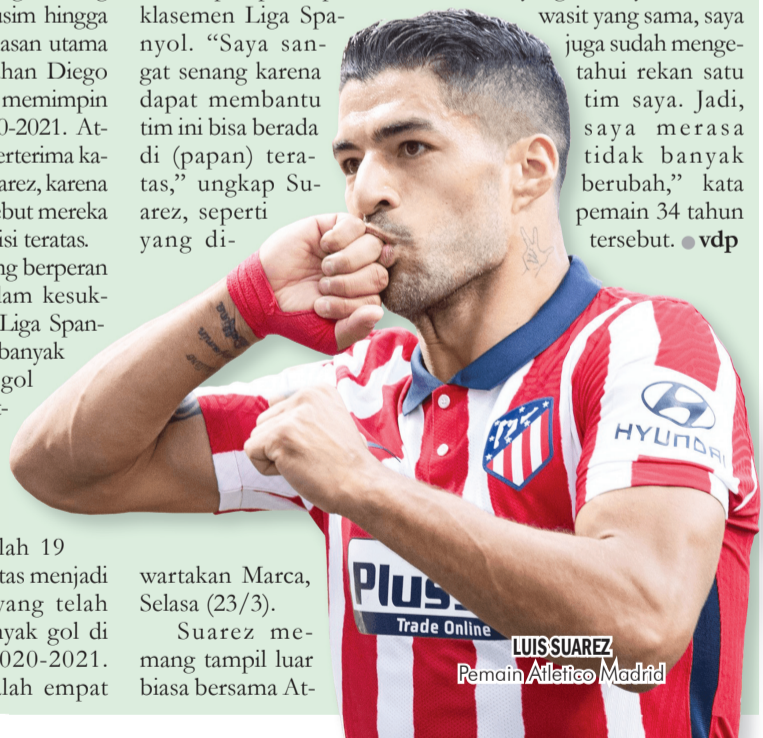 sim hingga
asan utama
han Diego
memimpin
0-2021. At-
erterima ka-
arez, karena
ebut mereka
isi teratas.
ng berperan
lam kesuk-
Liga Span-
banyak
gol
lah 19
tas menjadi
yang telah
nyak gol di
020-2021.
lah empat
klasemen Liga Spa-
nyol. “Saya san-
gat senang karena
dapat membantu
tim ini bisa berada
di (papan) tera-
tas,” ungkap Su-
arez, seperti
yang di-
wartakan Marca,
Selasa (23/3).
Suarez me-
mang tampil luar
biasa bersama At-
wasit yang sama, saya
juga sudah menge-
tahui rekan satu
tim saya. Jadi,
saya merasa
tidak banyak
berubah,” kata
pemain 34 tahun
tersebut. ● vdp
HYUNDAI
Plus5
Trade Online
LUIS SUAREZ
Pemain Atletico Madrid